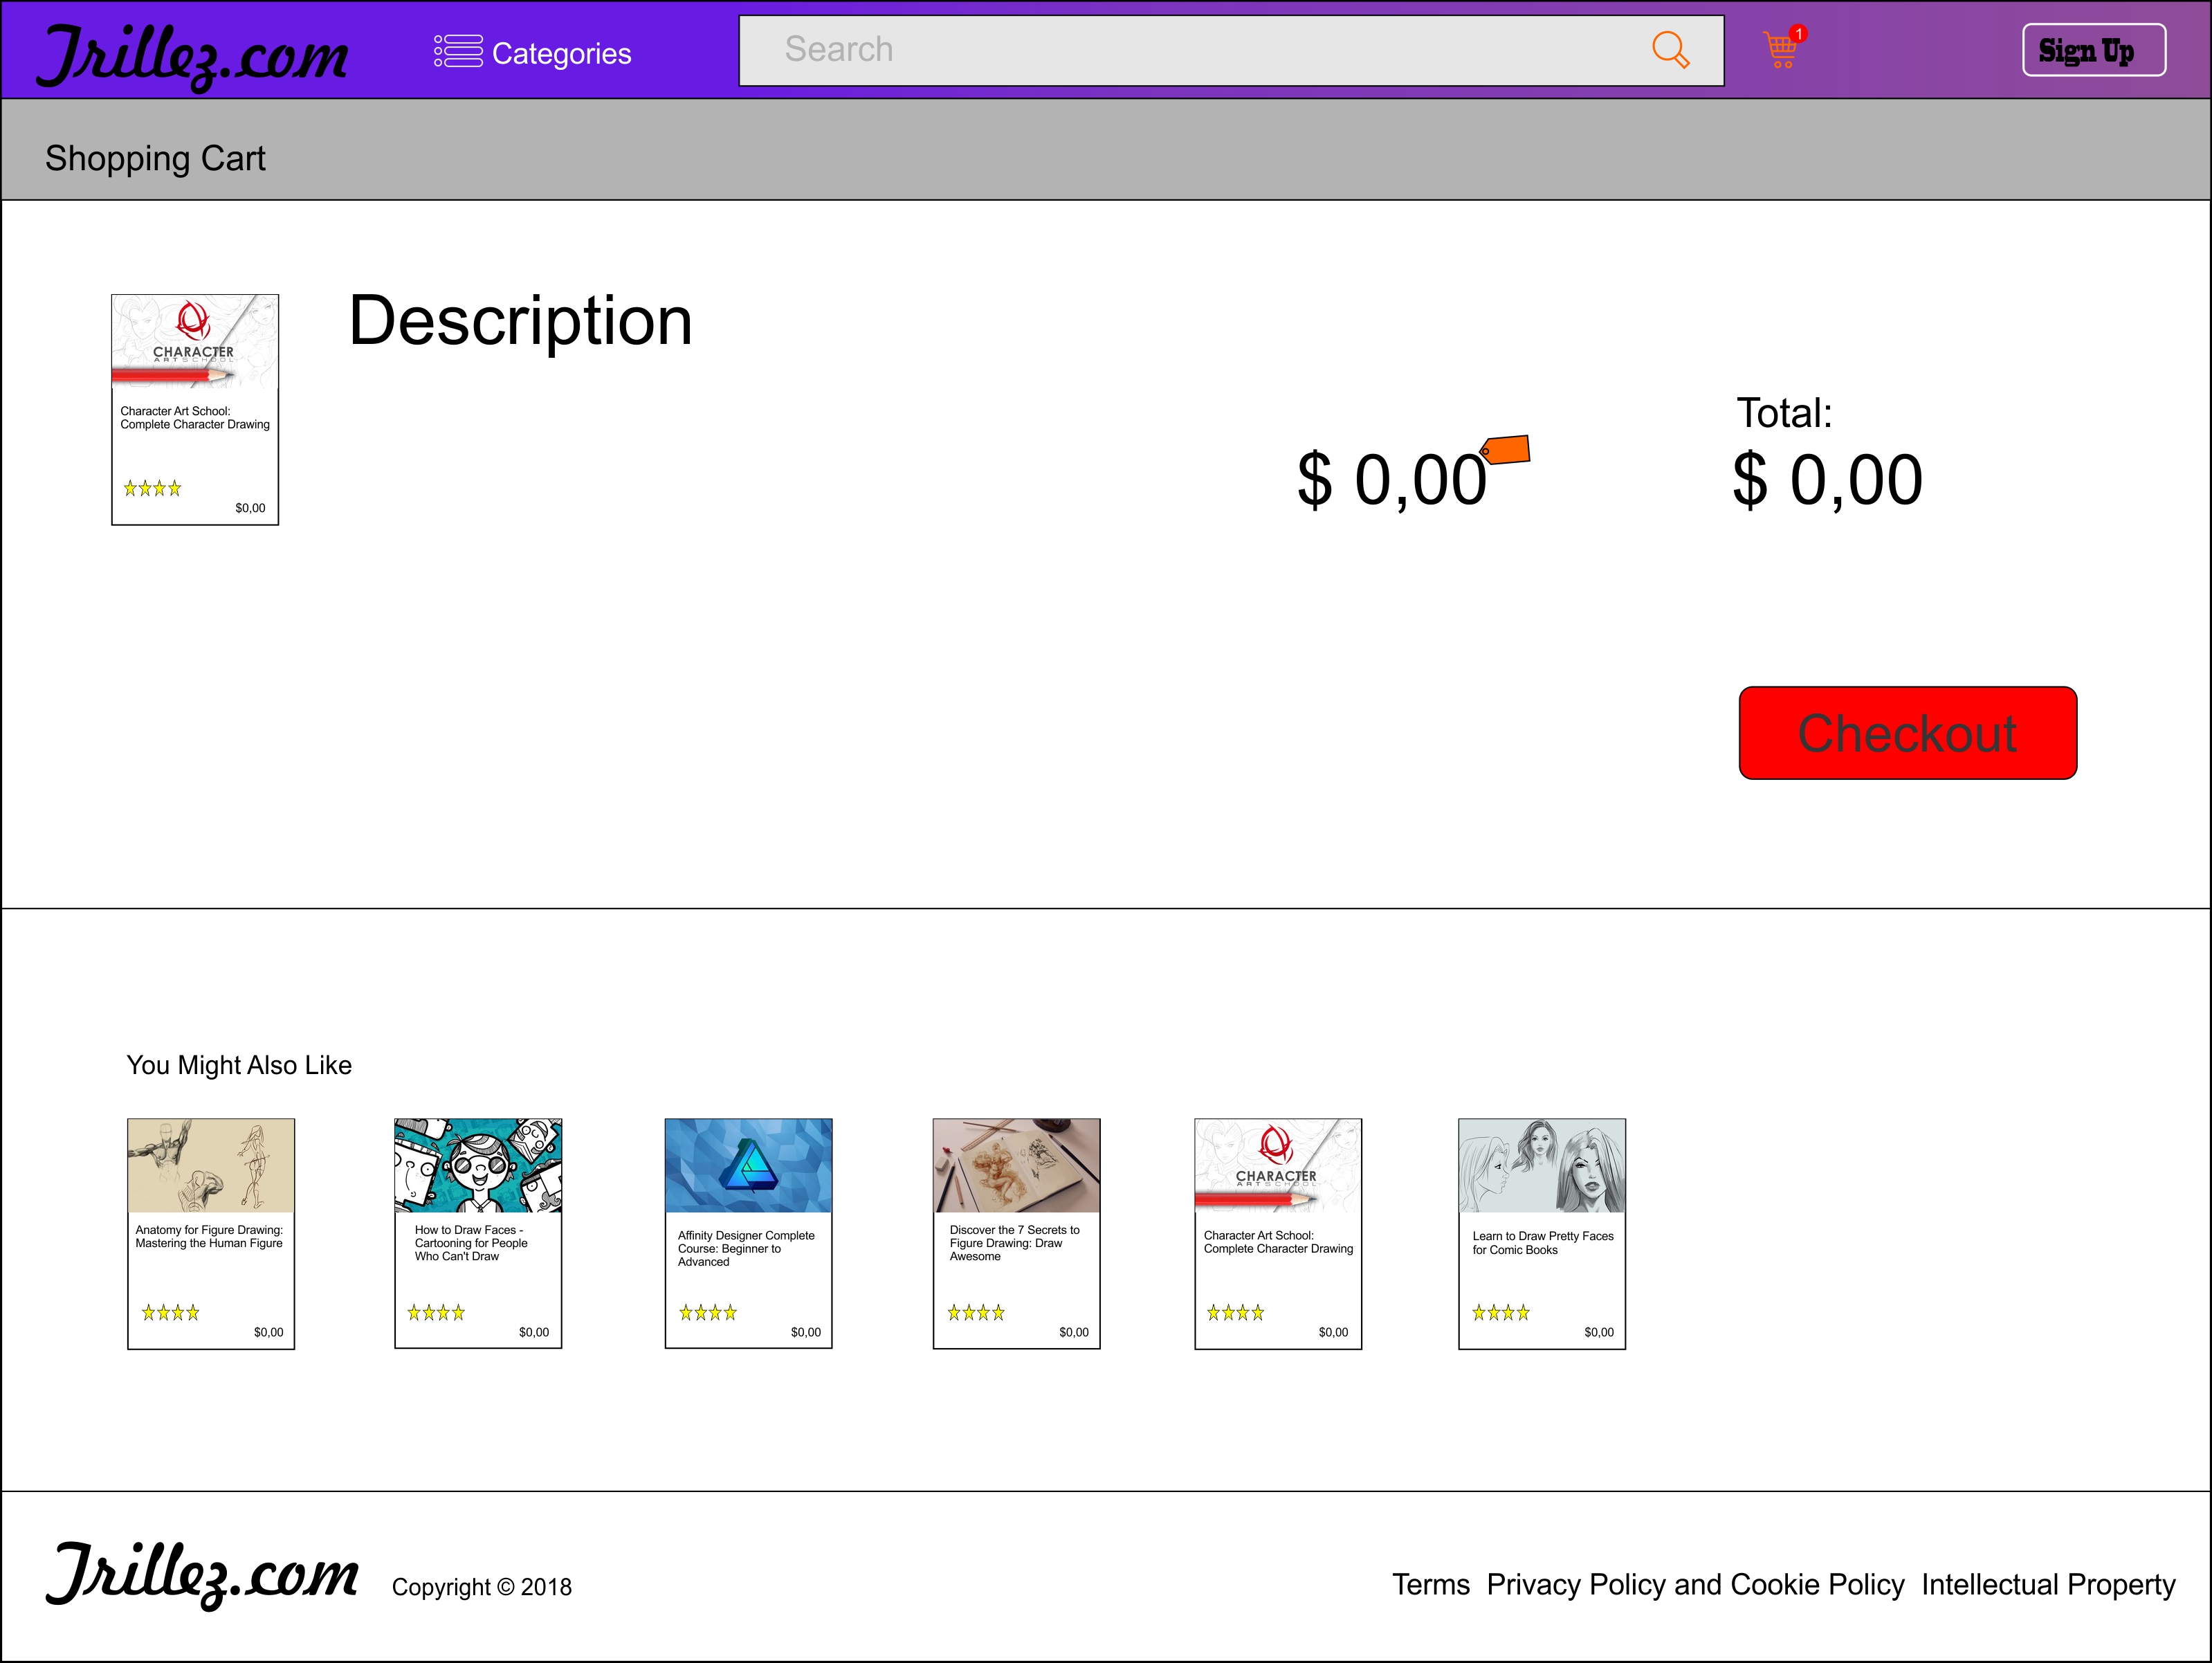 Trillez.com
Categories
Search
1
Sign Up
Shopping Cart
CHARACTER
ART SCHOOL
Character Art School:
Complete Character Drawing
$0,00
Description
$ 0,00
Total:
$ 0,00
Checkout
You Might Also Like
Anatomy for Figure Drawing:
Mastering the Human Figure
$0,00
How to Draw Faces -
Cartooning for People
Who Can't Draw
$0,00
Affinity Designer Complete
Course: Beginner to
Advanced
$0,00
Discover the 7 Secrets to
Figure Drawing: Draw
Awesome
$0,00
CHARACTER
ART SCHOOL
Character Art School:
Complete Character Drawing
$0,00
Learn to Draw Pretty Faces
for Comic Books
$0,00
Trillez.com
Copyright © 2018
Terms Privacy Policy and Cookie Policy Intellectual Property